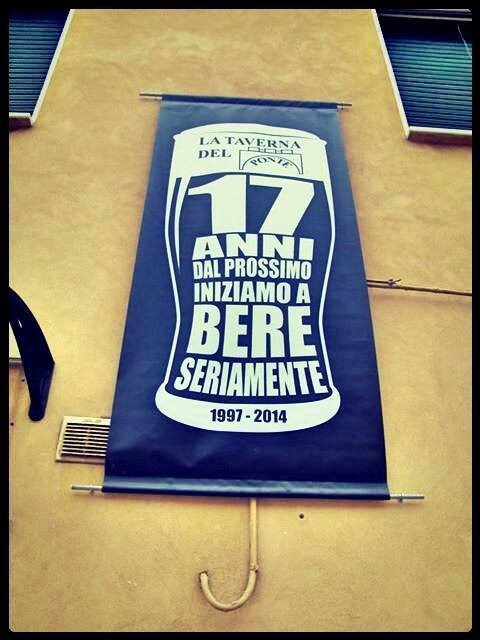 LA TAVERNA
DEL PONTE
17
ANNI
DAL PROSSIMO
INIZIAMO A
BERE
SERIAMENTE
1997 - 2014